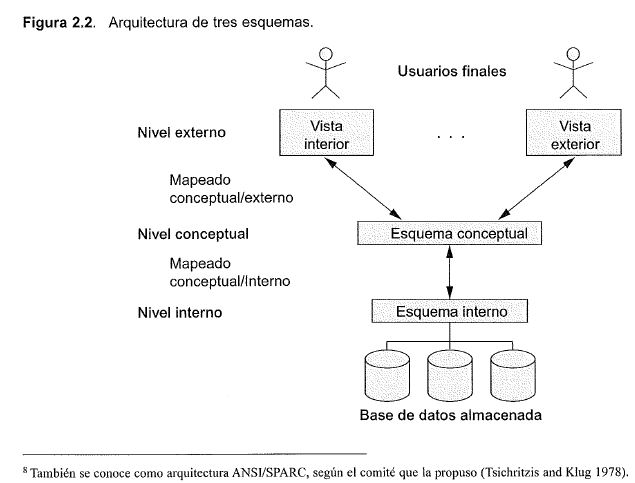 Figura 2.2. Arquitectura de tres esquemas.
Usuarios finales
Nivel externo
Vista
interior
. . .
Vista
exterior
Mapeado
conceptual/externo
Nivel conceptual
Esquema conceptual
Mapeado
conceptual/Interno
Nivel interno
Esquema interno
Base de datos almacenada
8 También se conoce como arquitectura ANSI/SPARC, según el comité que la propuso (Tsichritzis and Klug 1978).